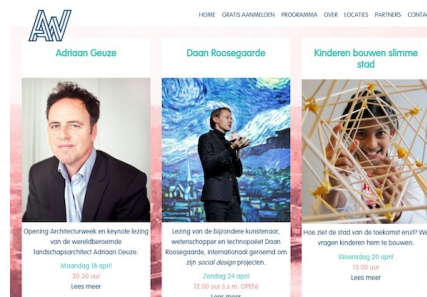 AW
HOME GRATIS AANMELDEN PROGRAMMA OVER LOCATIES PARTNERS
Adriaan Geuze
Daan Roosegaarde
Kinderen bouwen slimme
stad
Opening Architectuurweek en keynote lezing
van de wereldberoemde
landschapsarchitect Adriaan Geuze.
Maandag 18 april
20.30 uur
Lees meer
Lezing van de bijzondere kunstenaar,
wetenschapper en technopoëet Daan
Roosegaarde, internationaal geroemd om
zijn social design projecten.
Zondag 24 april
12.00 uur i.s.m. OPEN!
Lees meer
Hoe ziet de stad van de toekomst eruit? We
vragen kinderen hem te bouwen.
Woensdag 20 april
13.00 uur
Lees meer